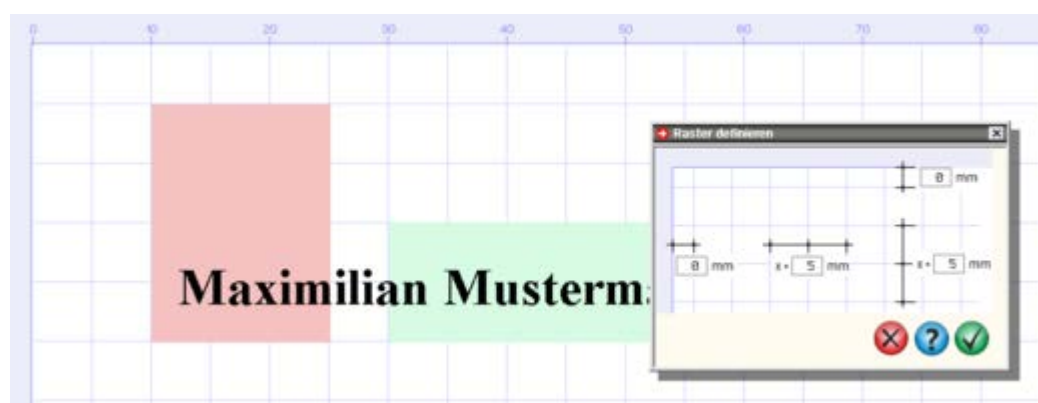 0 10 20 30 40 50 60 70 80
Raster definieren
0 mm
0 mm
x • 5 mm
x • 5 mm
Maximilian Musterm